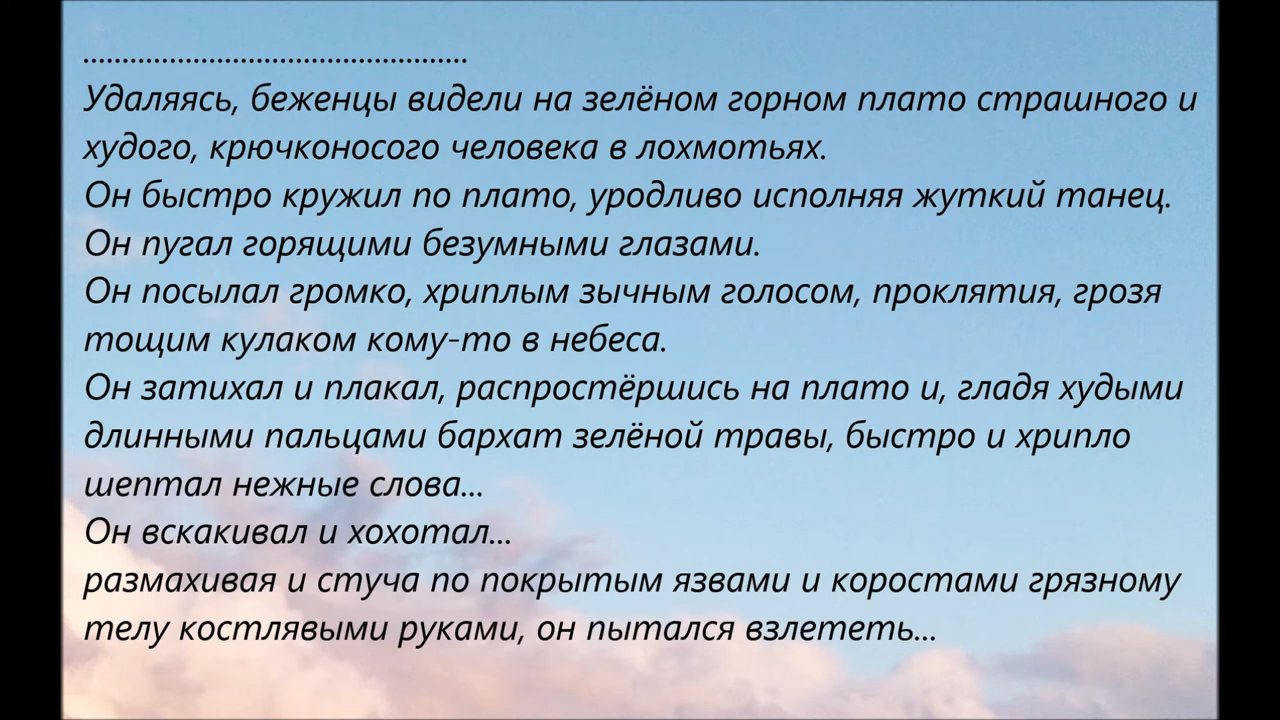 ................................................
Удаляясь, беженцы видели на зелёном горном плато страшного и
худого, крючконосого человека в лохмотьях.
Он быстро кружил по плато, уродливо исполняя жуткий танец.
Он пугал горящими безумными глазами.
Он посылал громко, хриплым зычным голосом, проклятия, грозя
тощим кулаком кому-то в небеса.
Он затихал и плакал, распростёршись на плато и, гладя худыми
длинными пальцами бархат зелёной травы, быстро и хрипло
шептал нежные слова...
Он вскакивал и хохотал...
размахивая и стуча по покрытым язвами и коростами грязному
телу костлявыми руками, он пытался взлететь...